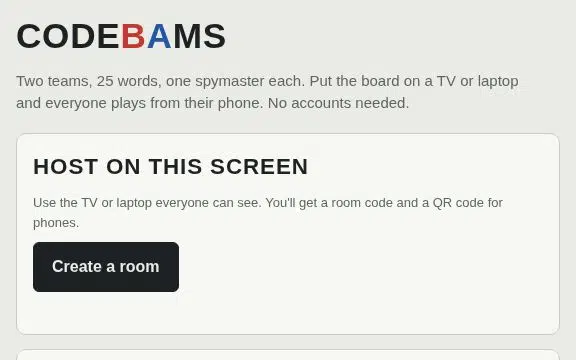 CODEBAMS
Two teams, 25 words, one spymaster each. Put the board on a TV or laptop
and everyone plays from their phone. No accounts needed.
HOST ON THIS SCREEN
Use the TV or laptop everyone can see. You'll get a room code and a QR code for
phones.
Create a room